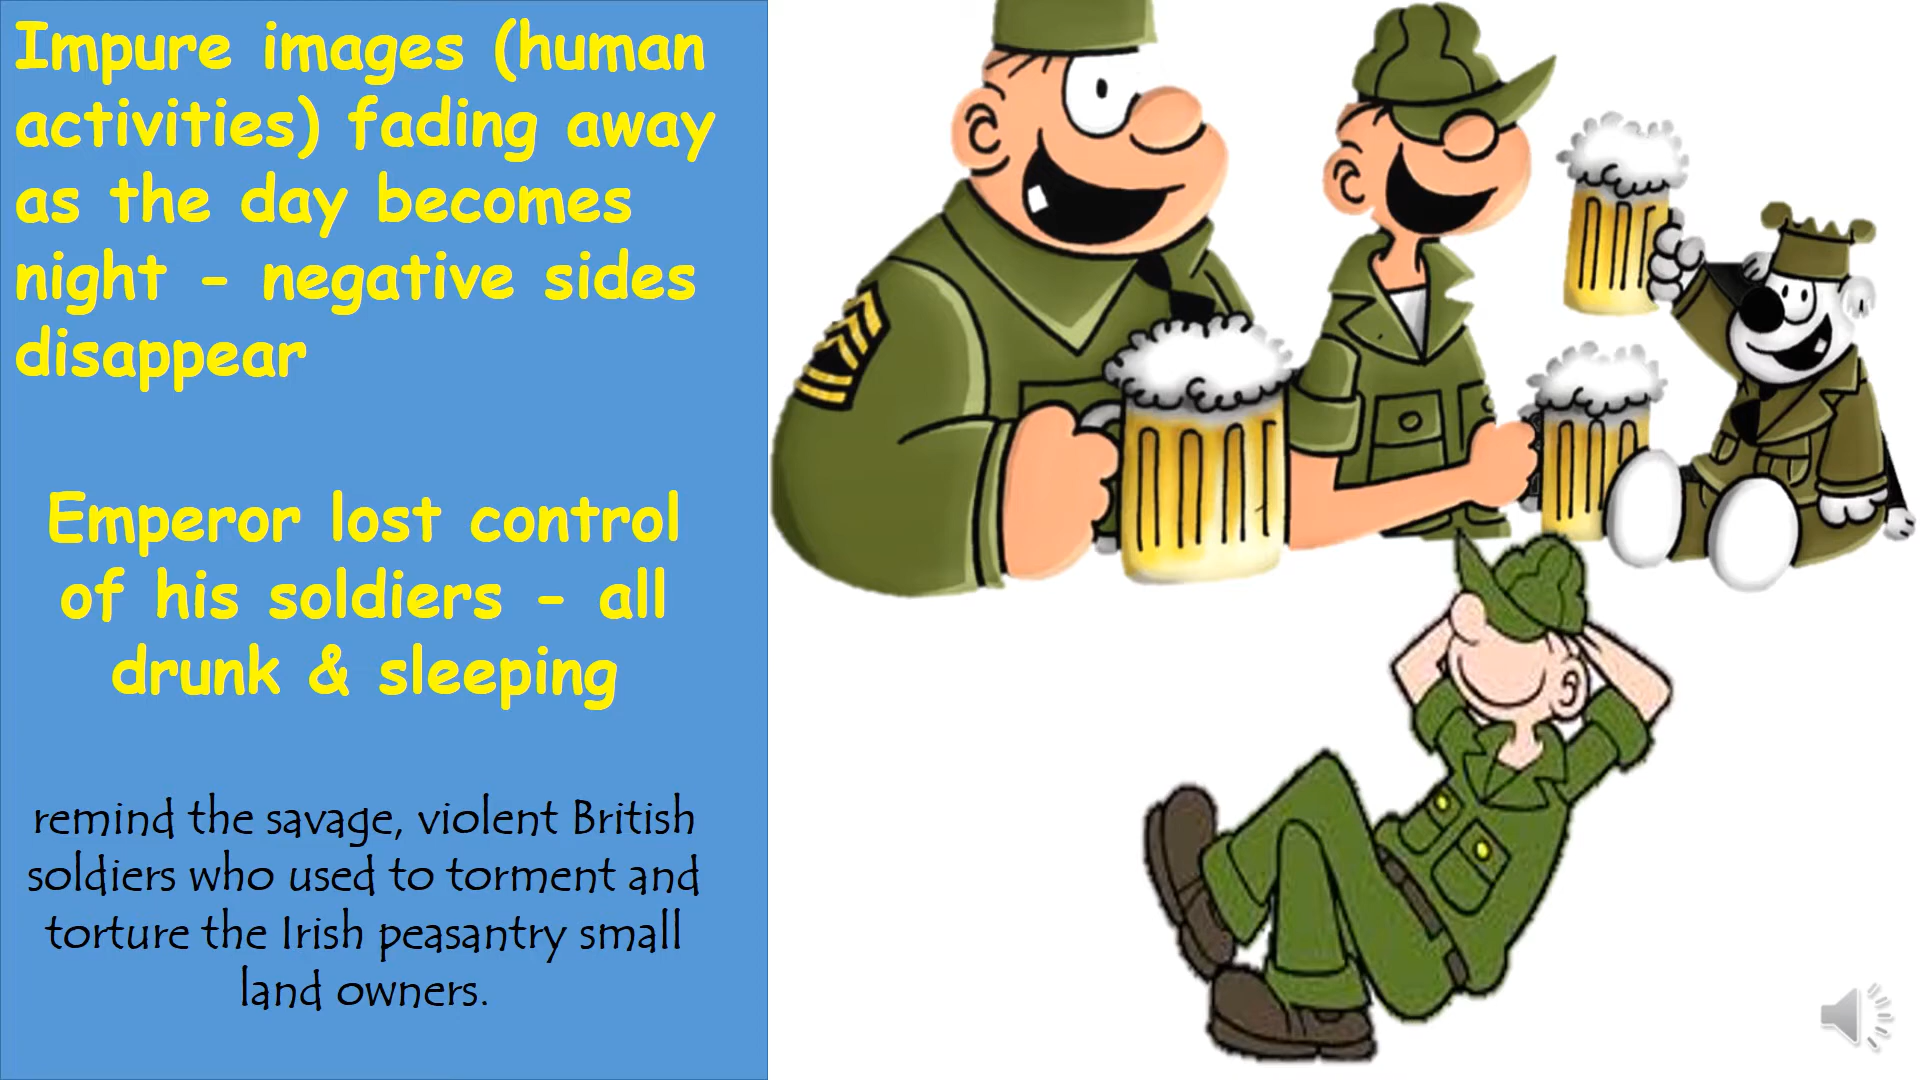 Impure images (human
activities) fading away
as the day becomes
night - negative sides
disappear
Emperor lost control
of his soldiers - all
drunk & sleeping
remind the savage, violent British
soldiers who used to torment and
torture the Irish peasantry small
land owners.